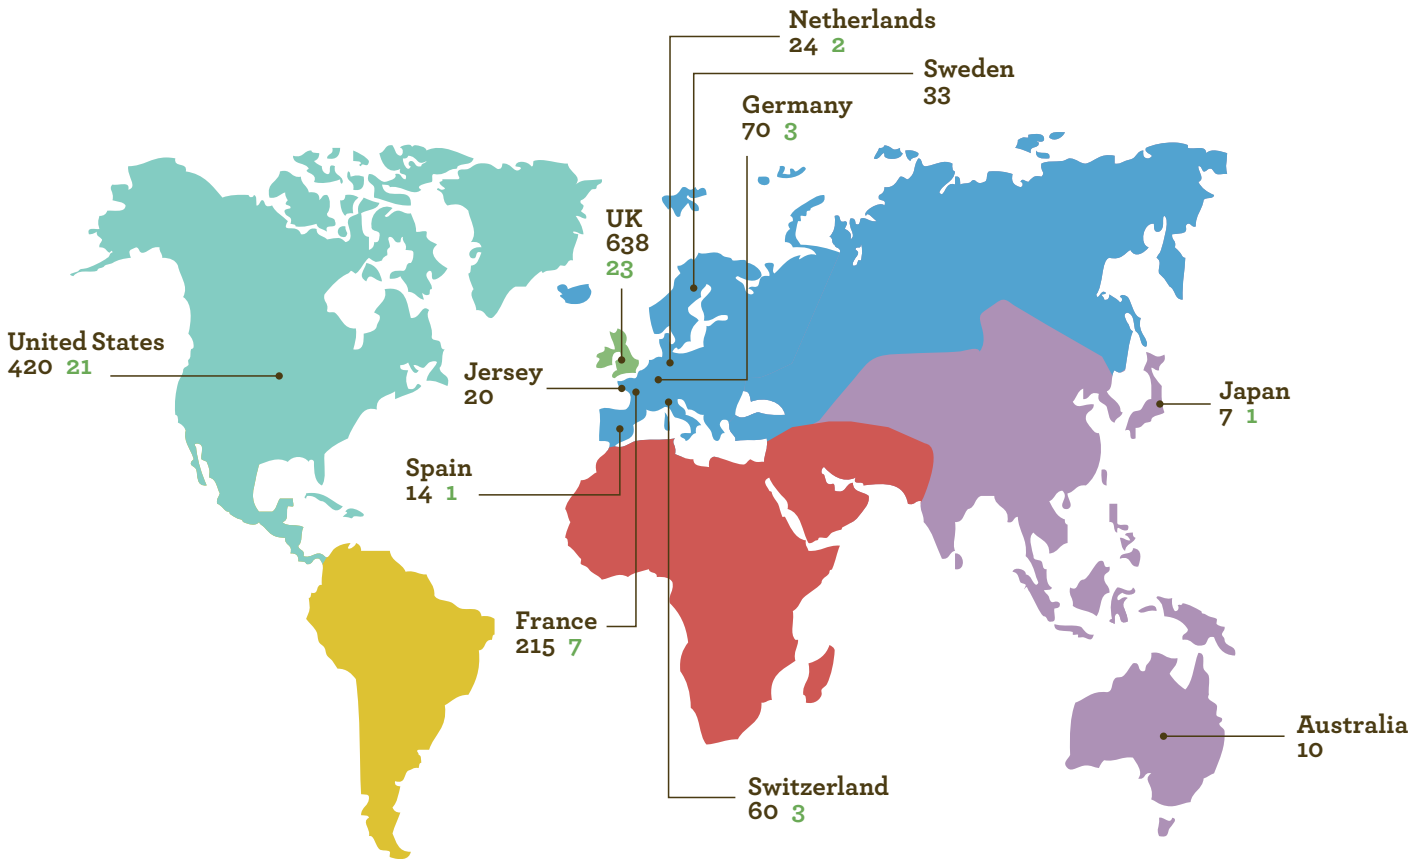 Netherlands
24 2
Sweden
33
Germany
70 3
UK
638
23
United States
420 21
Jersey
20
Japan
7 1
Spain
14 1
France
215 7
Australia
10
Switzerland
60 3